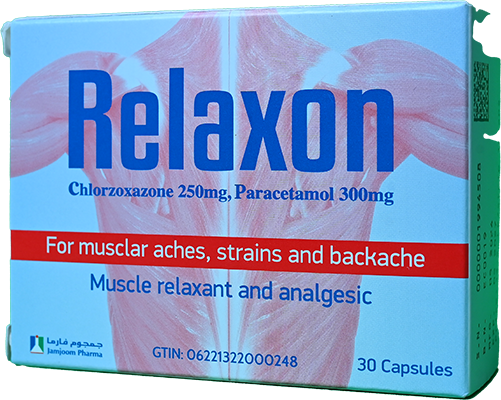 Relaxon
Chlorzoxazone 250mg, Paracetamol 300mg
For musclar aches, strains and backache
Muscle relaxant and analgesic
جمجوم فارما
Jamjoom Pharma
GTIN: 06221322000248
30 Capsules